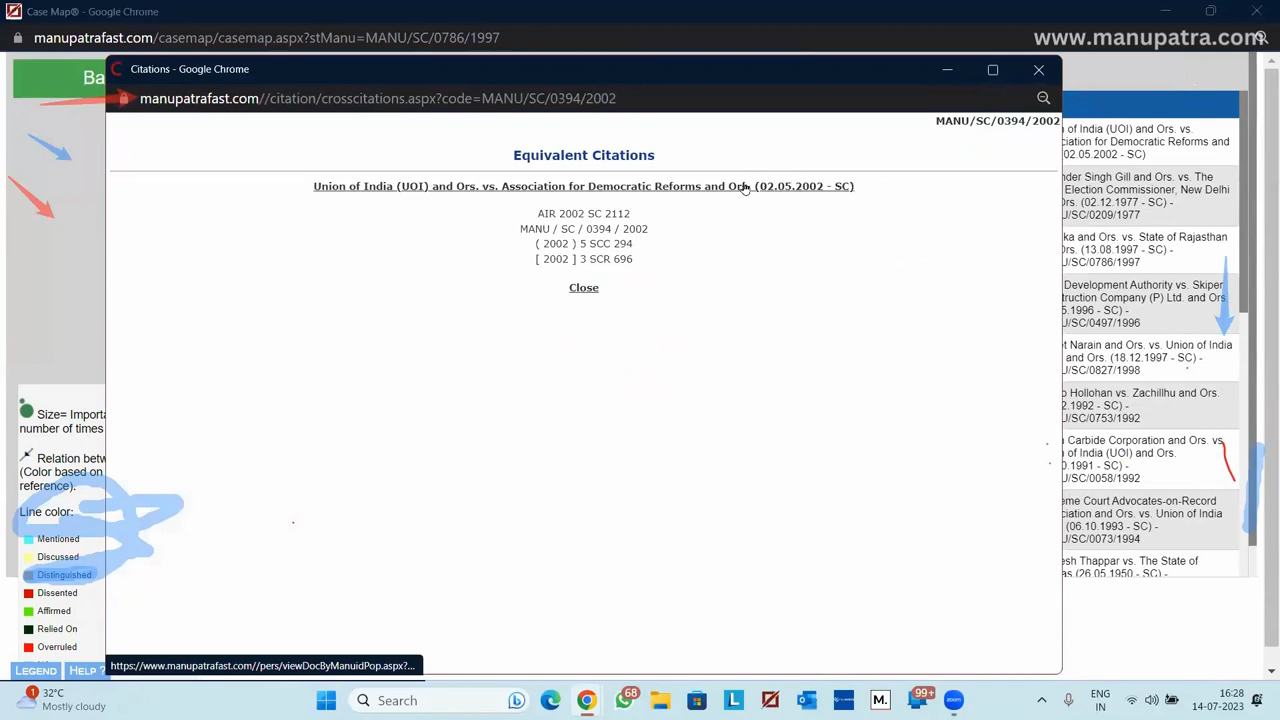 Case Map® - Google Chrome
manupatrafast.com/casemap/casemap.aspx?stManu=MANU/SC/0786/1997
www.manupatra.com
Ba
Citations - Google Chrome
manupatrafast.com//citation/crosscitations.aspx?code=MANU/SC/0394/2002
MANU/SC/0394/2002
Equivalent Citations
Union of India (UOI) and Ors. vs. Association for Democratic Reforms and Ors. (02.05.2002 - SC)
AIR 2002 SC 2112
MANU / SC / 0394 / 2002
( 2002 ) 5 SCC 294
[ 2002 ] 3 SCR 696
Close
of India (UOI) and Ors. vs.
ation for Democratic Reforms and
02.05.2002 - SC)
nder Singh Gill and Ors. vs. The
Election Commissioner, New Delhi
rs. (02.12.1977 - SC) -
U/SC/0209/1977
ka and Ors. vs. State of Rajasthan
(13.08.1997 - SC) -
U/SC/0786/1997
Development Authority vs. Skiper
truction Company (P) Ltd. and Ors.
5.1996 - SC) -
U/SC/0497/1996
t Narain and Ors. vs. Union of India
and Ors. (18.12.1997 - SC) -
U/SC/0827/1998
o Hollohan vs. Zachillhu and Ors.
2.1992 - SC) -
U/SC/0753/1992
n Carbide Corporation and Ors. vs.
n of India (UOI) and Ors.
0.1991 - SC) -
U/SC/0058/1992
eme Court Advocates-on-Record
ciation and Ors. vs. Union of India
(06.10.1993 - SC) -
U/SC/0073/1994
esh Thappar vs. The State of
as (26.05.1950 - SC) -
Size= Importa
number of times
Relation betw
(Color based on
reference).
Line color:
Mentioned
Discussed
Distinguished
Dissented
Affirmed
Relied On
Overruled
LEGEND
HELP ?
https://www.manupatrafast.com//pers/viewDocByManuidPop.aspx?...
1
32°C
Mostly cloudy
Search
68
L
M.
99+
ENG
IN
16:28
14-07-2023